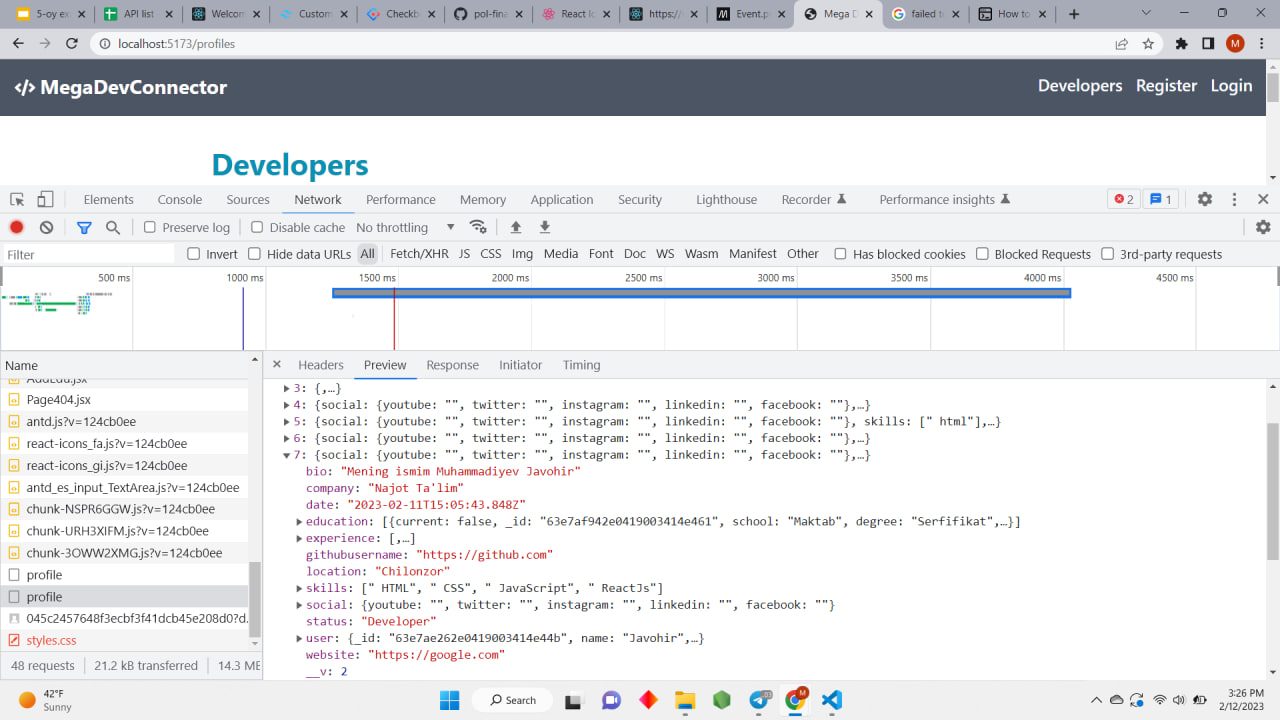 5-oy ex
API list
Welcom
Custom
Checkb
pol-fina
React Ic
https://
Event.p
Mega D
failed to
How to
localhost:5173/profiles
M
MegaDevConnector
Developers Register Login
Developers
Elements Console Sources Network Performance Memory Application Security Lighthouse Recorder Performance insights 2 1
Preserve log Disable cache No throttling
Filter Invert Hide data URLs All Fetch/XHR JS CSS Img Media Font Doc WS Wasm Manifest Other Has blocked cookies Blocked Requests 3rd-party requests
500 ms 1000 ms 1500 ms 2000 ms 2500 ms 3000 ms 3500 ms 4000 ms 4500 ms
Name
AddEdu.jsx
Page404.jsx
antd.js?v=124cb0ee
react-icons_fa.js?v=124cb0ee
react-icons_gi.js?v=124cb0ee
antd_es_input_TextArea.js?v=124cb0ee
chunk-NSPR6GGW.js?v=124cb0ee
chunk-URH3XIFM.js?v=124cb0ee
chunk-3OWW2XMG.js?v=124cb0ee
profile
profile
045c2457648f3ecbf3f41dcb45e208d0?d...
styles.css
48 requests 21.2 kB transferred 14.3 ME
Headers Preview Response Initiator Timing
3: {,…}
4: {social: {youtube: "", twitter: "", instagram: "", linkedin: "", facebook: ""},…}
5: {social: {youtube: "", twitter: "", instagram: "", linkedin: "", facebook: ""}, skills: [" html"],…}
6: {social: {youtube: "", twitter: "", instagram: "", linkedin: "", facebook: ""},…}
7: {social: {youtube: "", twitter: "", instagram: "", linkedin: "", facebook: ""},…}
bio: "Mening ismim Muhammadiyev Javohir"
company: "Najot Ta'lim"
date: "2023-02-11T15:05:43.848Z"
education: [{current: false, _id: "63e7af942e0419003414e461", school: "Maktab", degree: "Serfifikat",…}]
experience: [,…]
githubusername: "https://github.com"
location: "Chilonzor"
skills: [" HTML", " CSS", " JavaScript", " ReactJs"]
social: {youtube: "", twitter: "", instagram: "", linkedin: "", facebook: ""}
status: "Developer"
user: {_id: "63e7ae262e0419003414e44b", name: "Javohir",…}
website: "https://google.com"
__v: 2
42°F
Sunny
Search
M
3:26 PM
2/12/2023